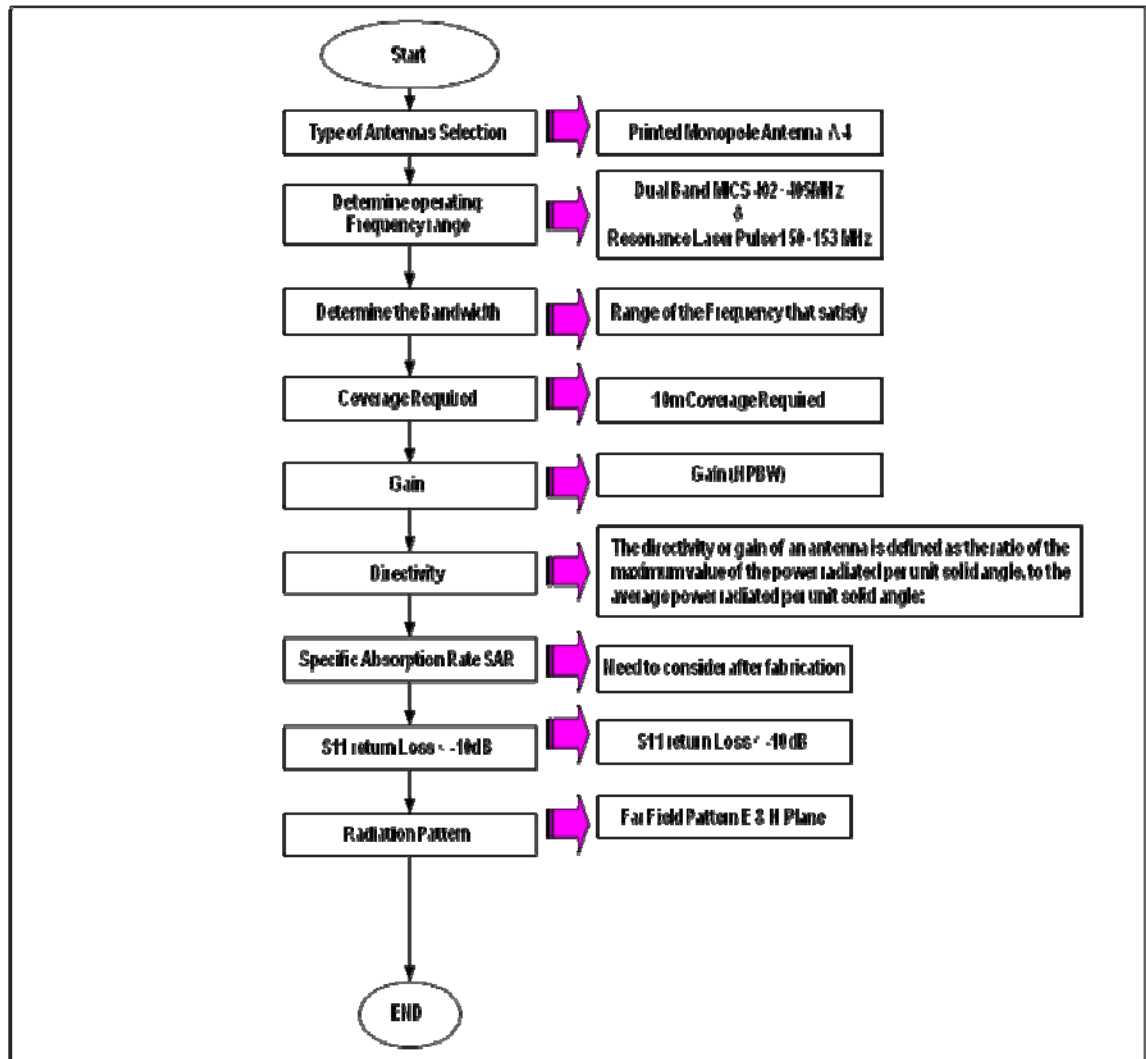 Start
Type of Antennas Selection
Printed Monopole Antenna
Determine operating
Frequency range
Dual Band MICS 402 - 405MHz
&
Resonance Laser Pulse 150 - 153 MHz
Determine the Bandwidth
Range of the Frequency that satisfy
Coverage Required
10m Coverage Required
Gain
Gain (HPBW)
Directivity
The directivity or gain of an antenna is defined as the ratio of the
maximum value of the power radiated per unit solid angle, to the
average power radiated per unit solid angle:
Specific Absorption Rate SAR
Need to consider after fabrication
S11 return Loss < -10dB
S11 return Loss < -10dB
Radiation Pattern
Far Field Pattern E & H Plane
END